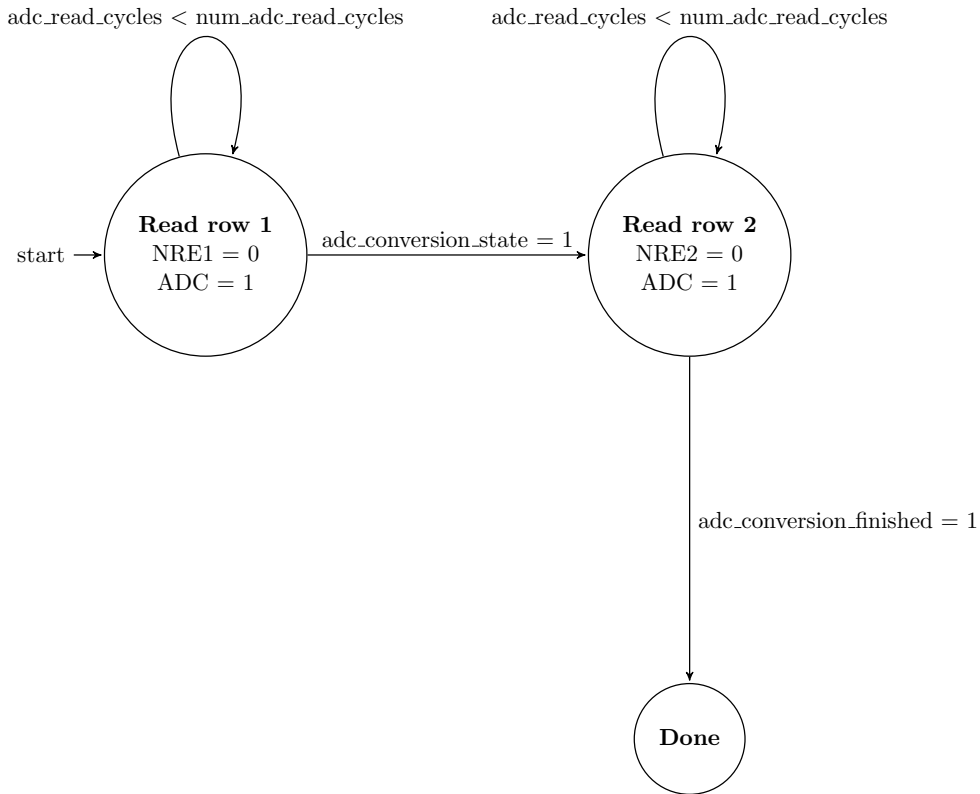 adc_read_cycles < num_adc_read_cycles
adc_read_cycles < num_adc_read_cycles
start
Read row 1
NRE1 = 0
ADC = 1
adc_conversion_state = 1
Read row 2
NRE2 = 0
ADC = 1
adc_conversion_finished = 1
Done